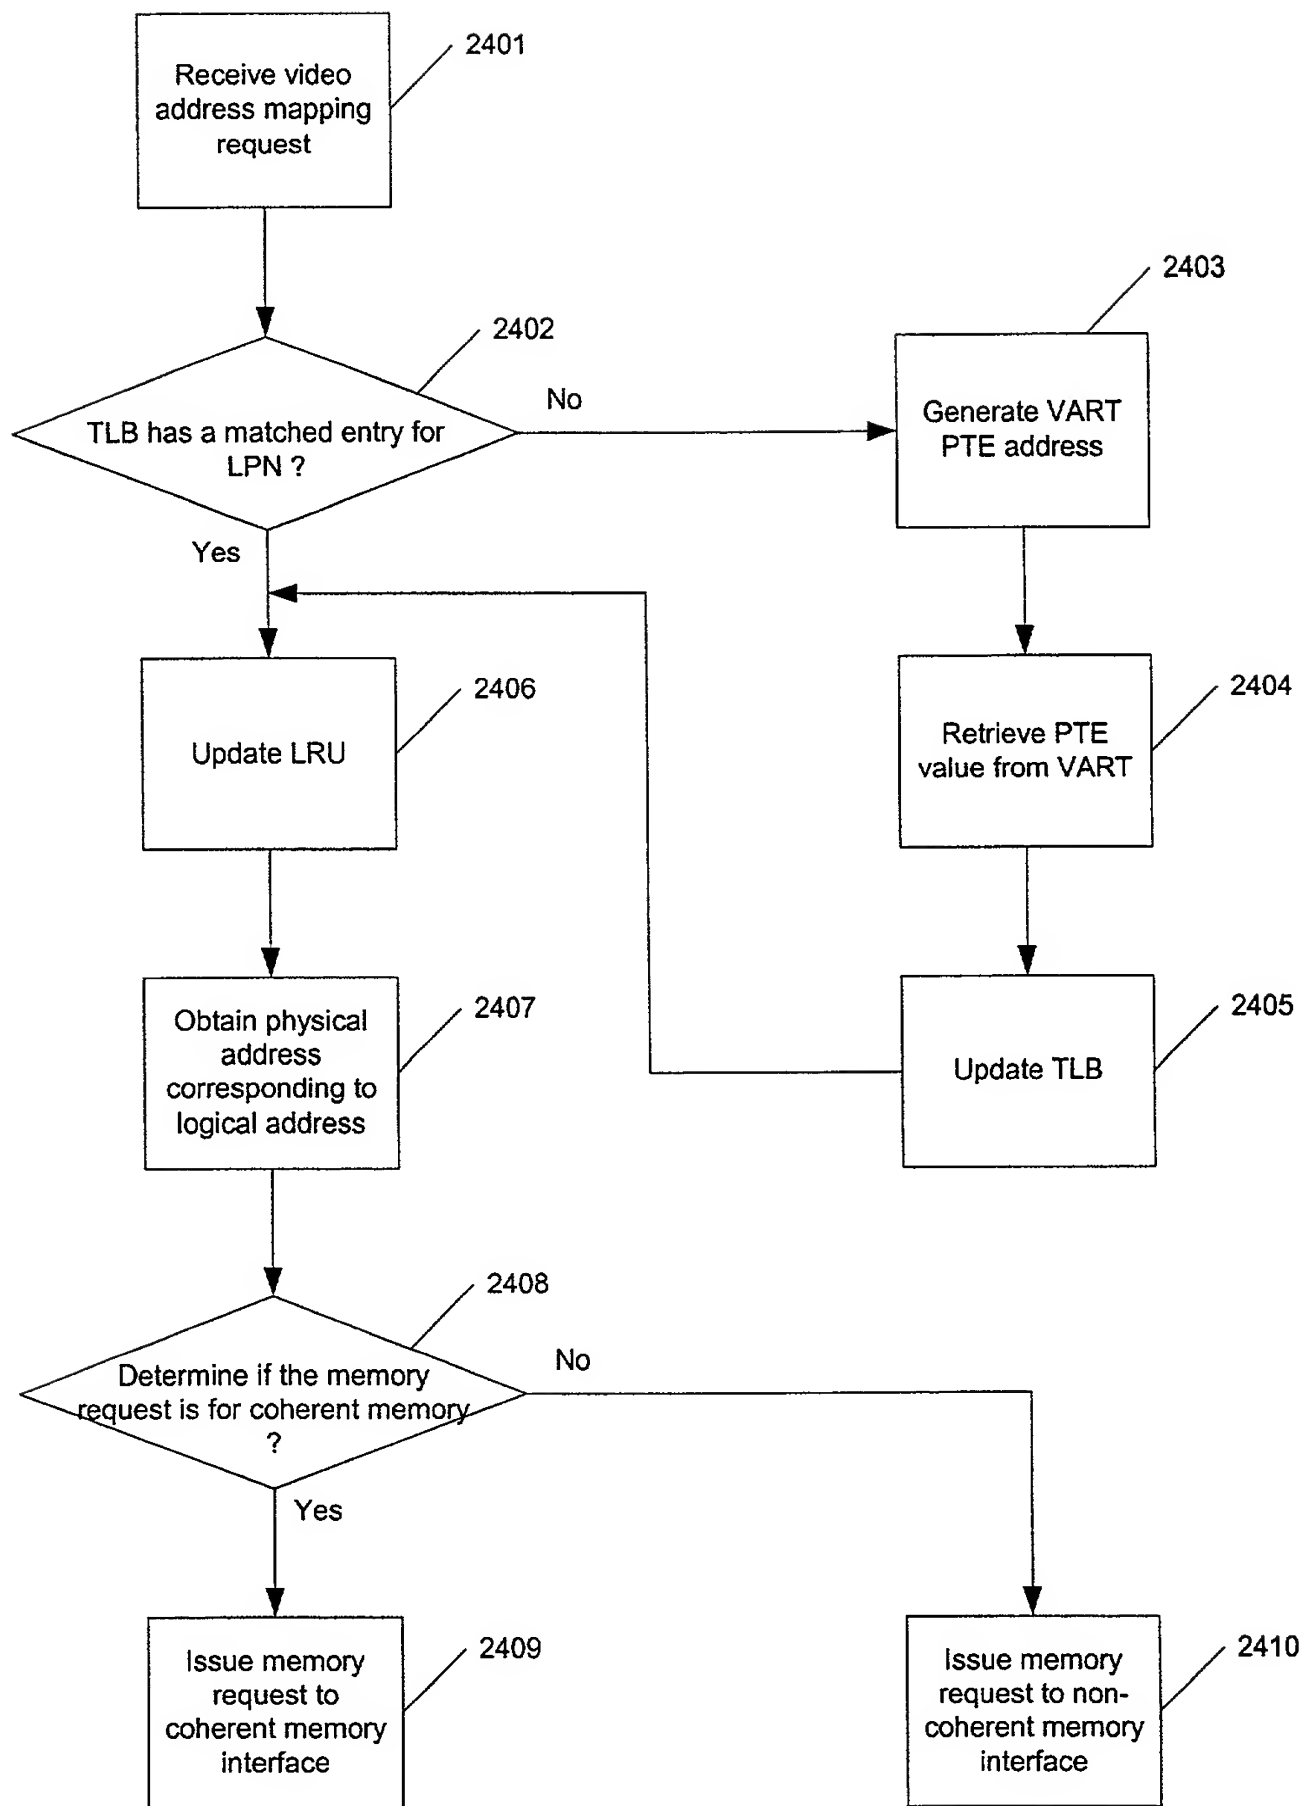 2401
Receive video
address mapping
request
2402
TLB has a matched entry for
LPN ?
No
Yes
2403
Generate VART
PTE address
2404
Retrieve PTE
value from VART
2405
Update TLB
2406
Update LRU
2407
Obtain physical
address
corresponding to
logical address
2408
Determine if the memory
request is for coherent memory
?
No
Yes
2409
Issue memory
request to
coherent memory
interface
2410
Issue memory
request to non-
coherent memory
interface